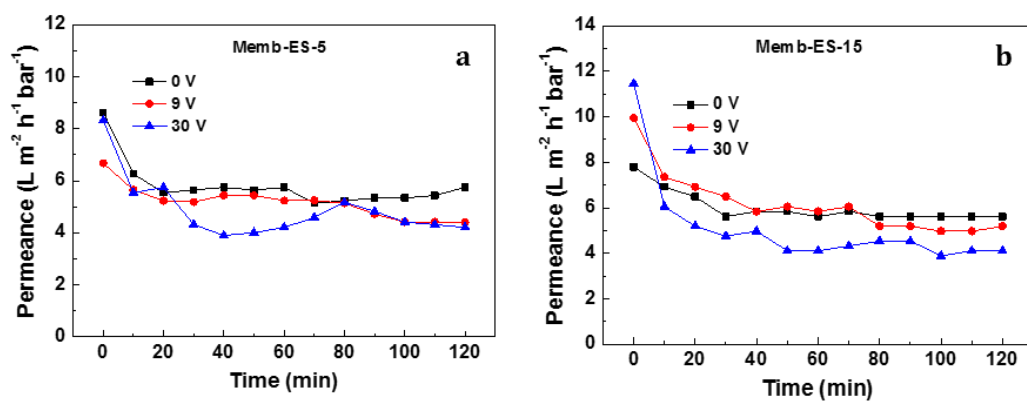 Memb-ES-5
a
0 V
9 V
30 V
Permeance (L m⁻² h⁻¹ bar⁻¹)
12
10
8
6
4
2
0
0 20 40 60 80 100 120
Time (min)
Memb-ES-15
b
0 V
9 V
30 V
Permeance (L m⁻² h⁻¹ bar⁻¹)
14
12
10
8
6
4
2
0
0 20 40 60 80 100 120
Time (min)